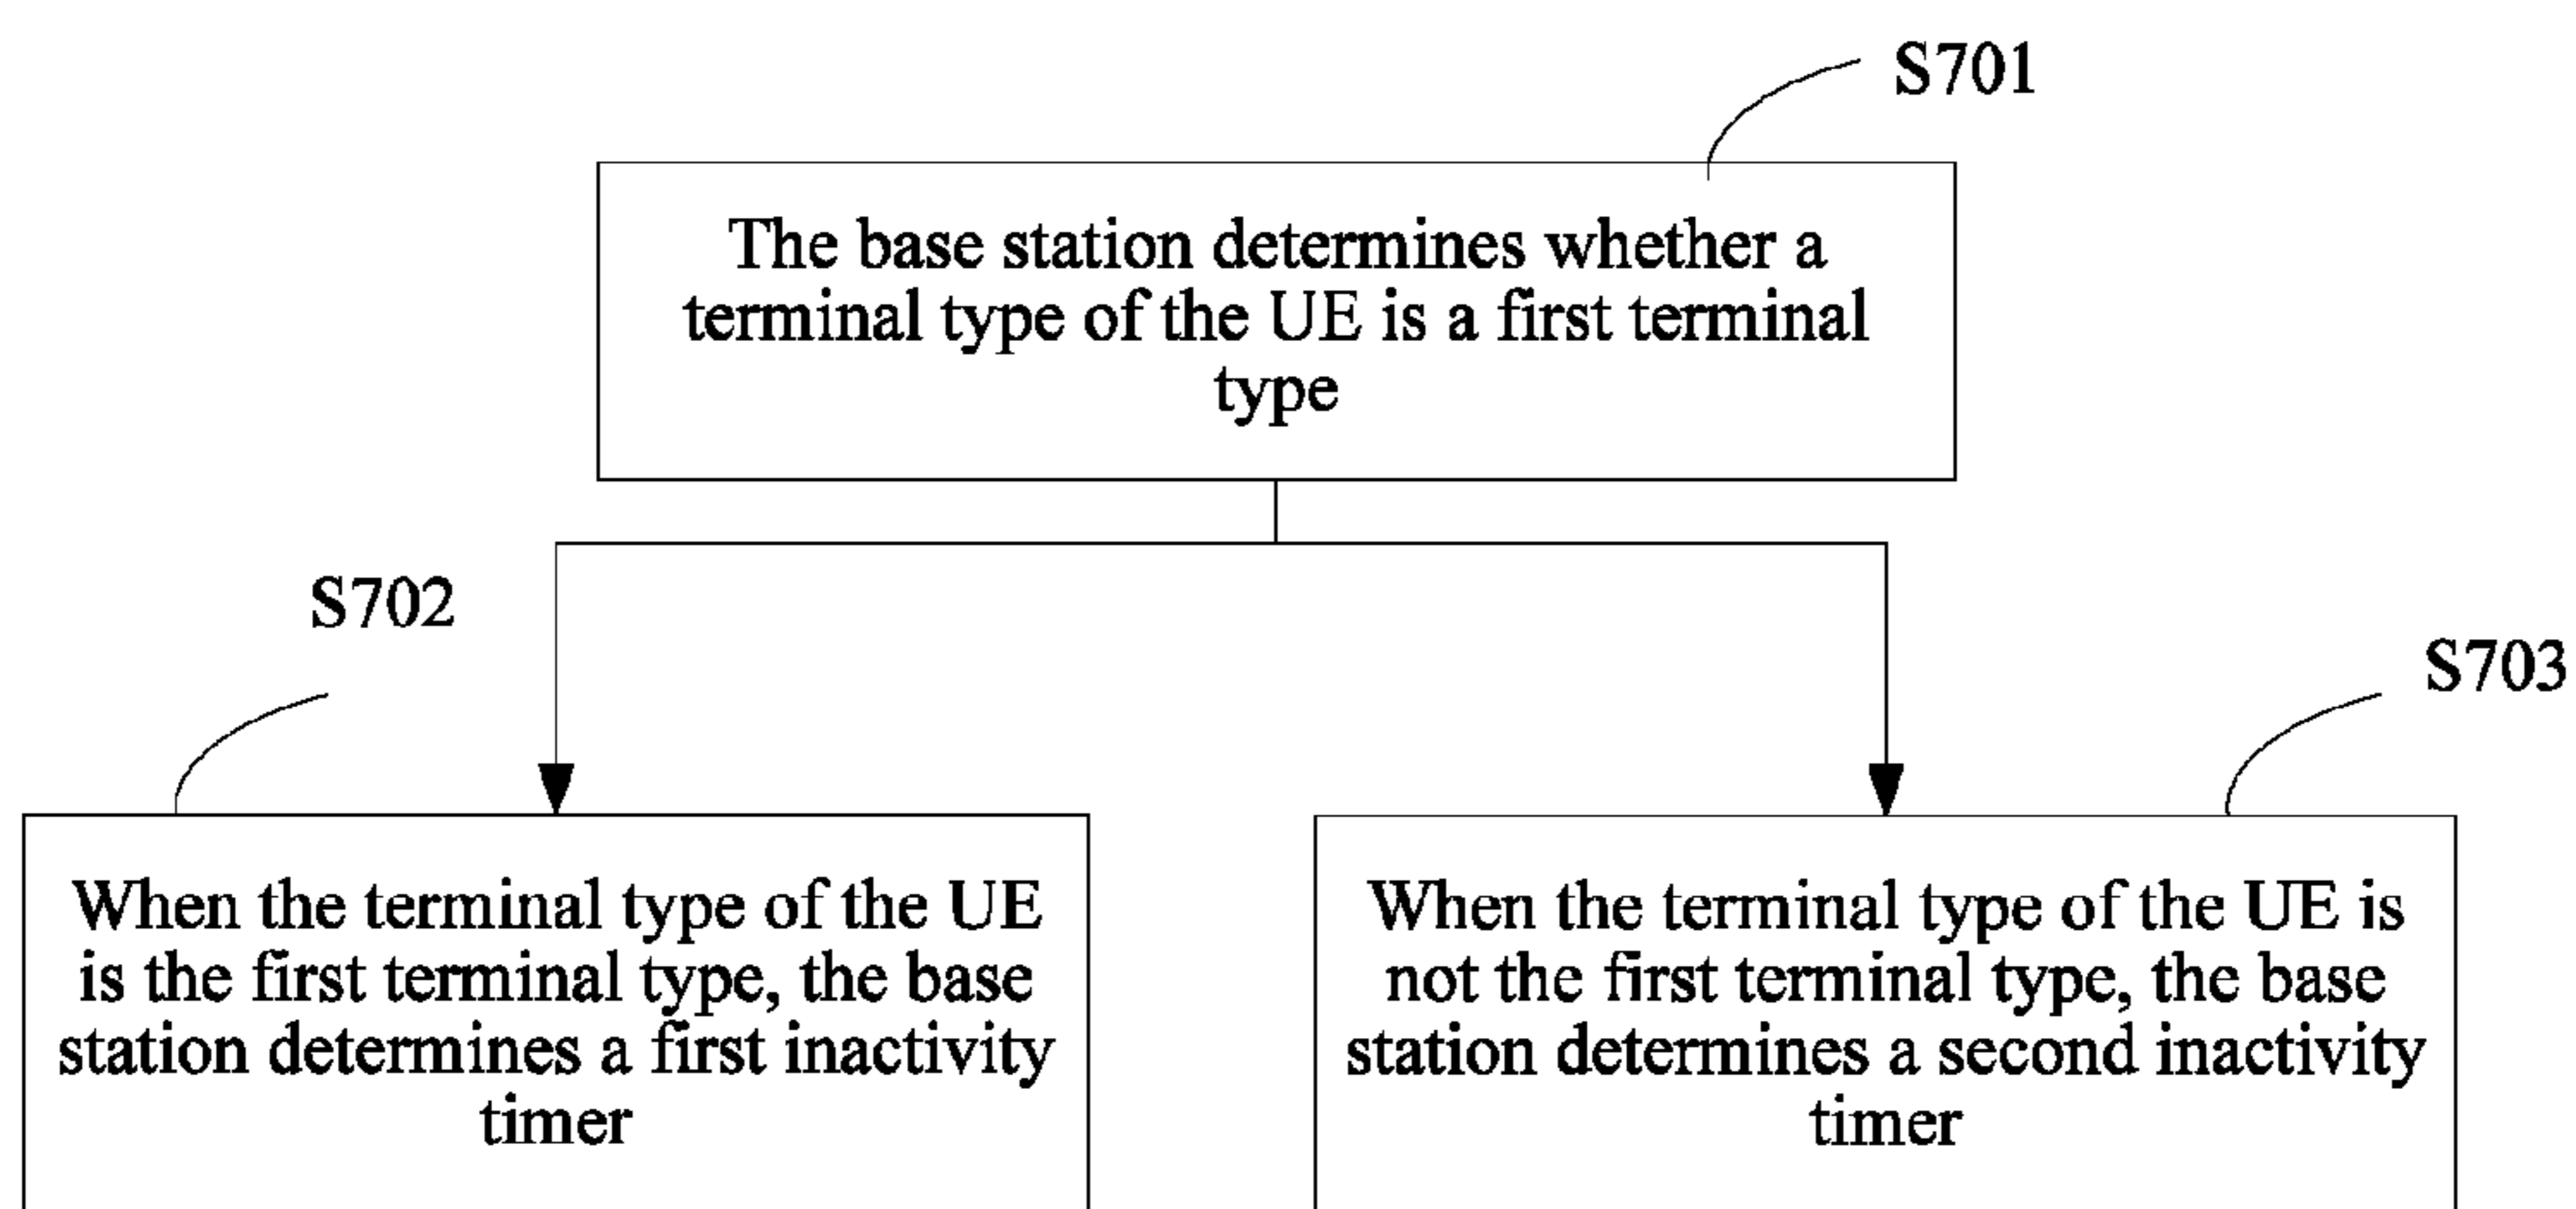 S701
The base station determines whether a
terminal type of the UE is a first terminal
type
S702
When the terminal type of the UE
is the first terminal type, the base
station determines a first inactivity
timer
S703
When the terminal type of the UE is
not the first terminal type, the base
station determines a second inactivity
timer